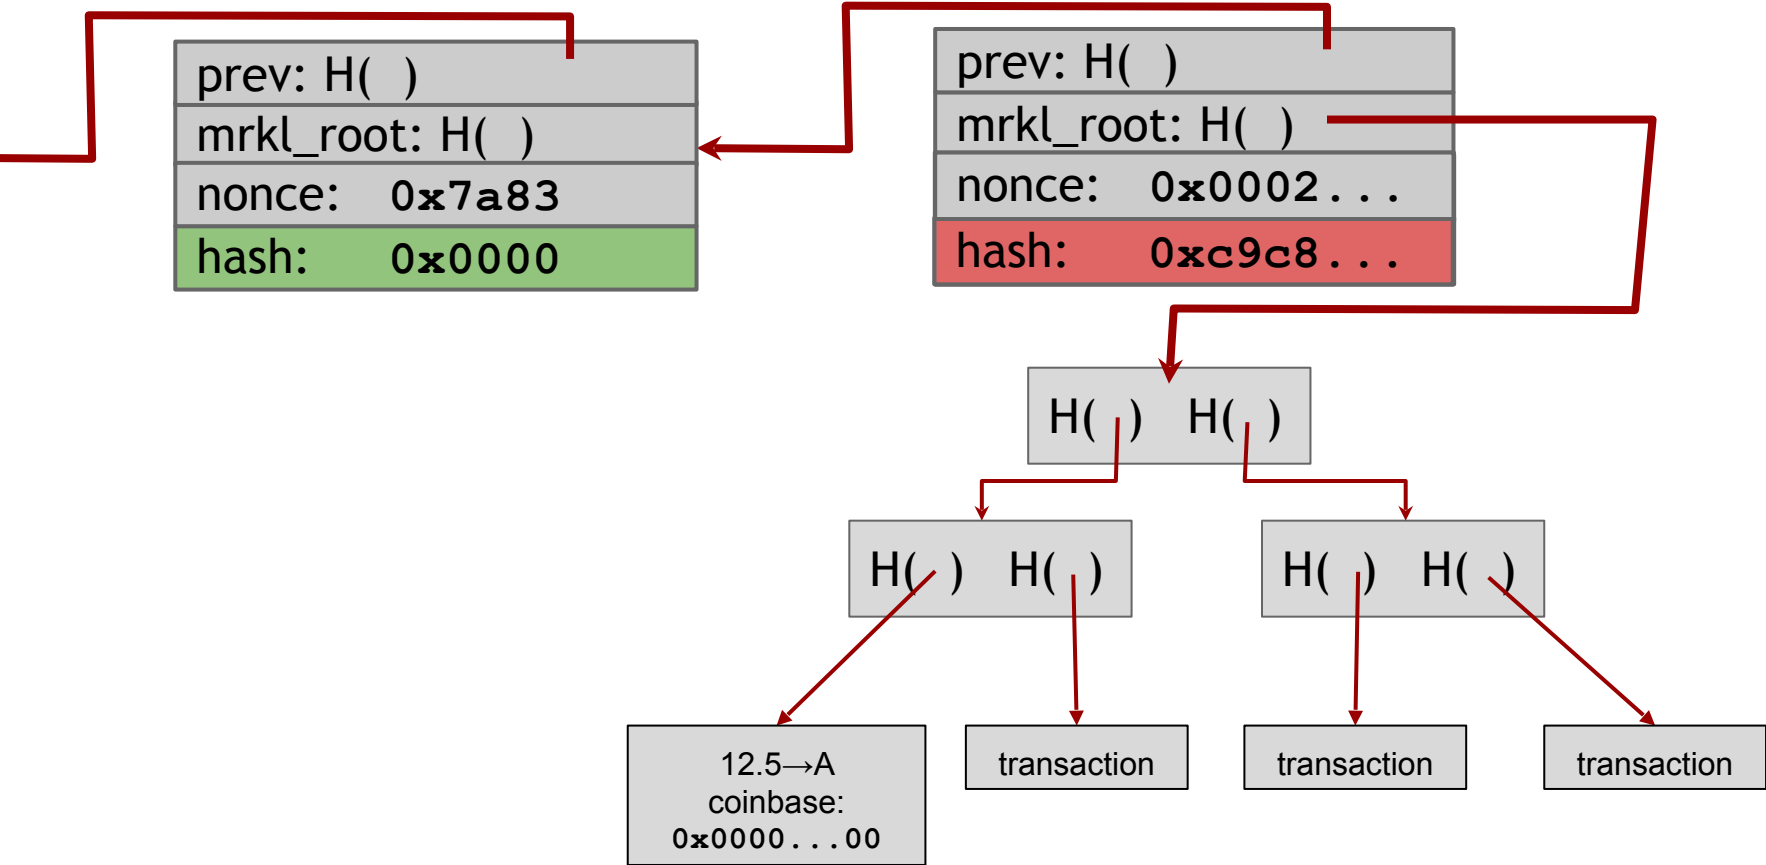 prev: H( )
mrkl_root: H( )
nonce: 0x7a83
hash: 0x0000
prev: H( )
mrkl_root: H( )
nonce: 0x0002...
hash: 0xc9c8...
H( ) H( )
H( ) H( )
H( ) H( )
12.5→A
coinbase:
0x0000...00
transaction
transaction
transaction